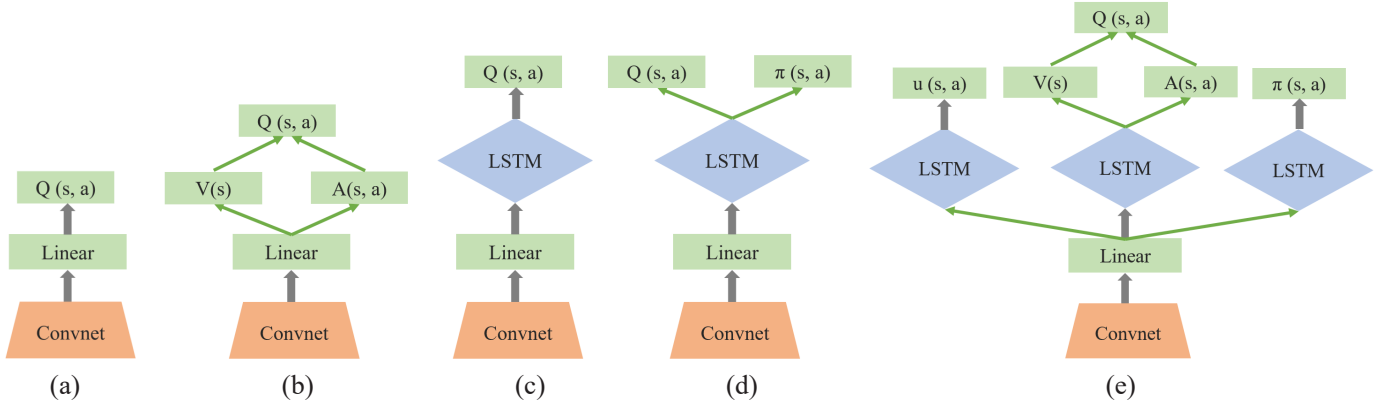 Q (s, a)
Linear
Convnet
(a)
Q (s, a)
V(s)
A(s, a)
Linear
Convnet
(b)
Q (s, a)
LSTM
Linear
Convnet
(c)
Q (s, a)
π (s, a)
LSTM
Linear
Convnet
(d)
Q (s, a)
u (s, a)
V(s)
A(s, a)
π (s, a)
LSTM
LSTM
LSTM
Linear
Convnet
(e)